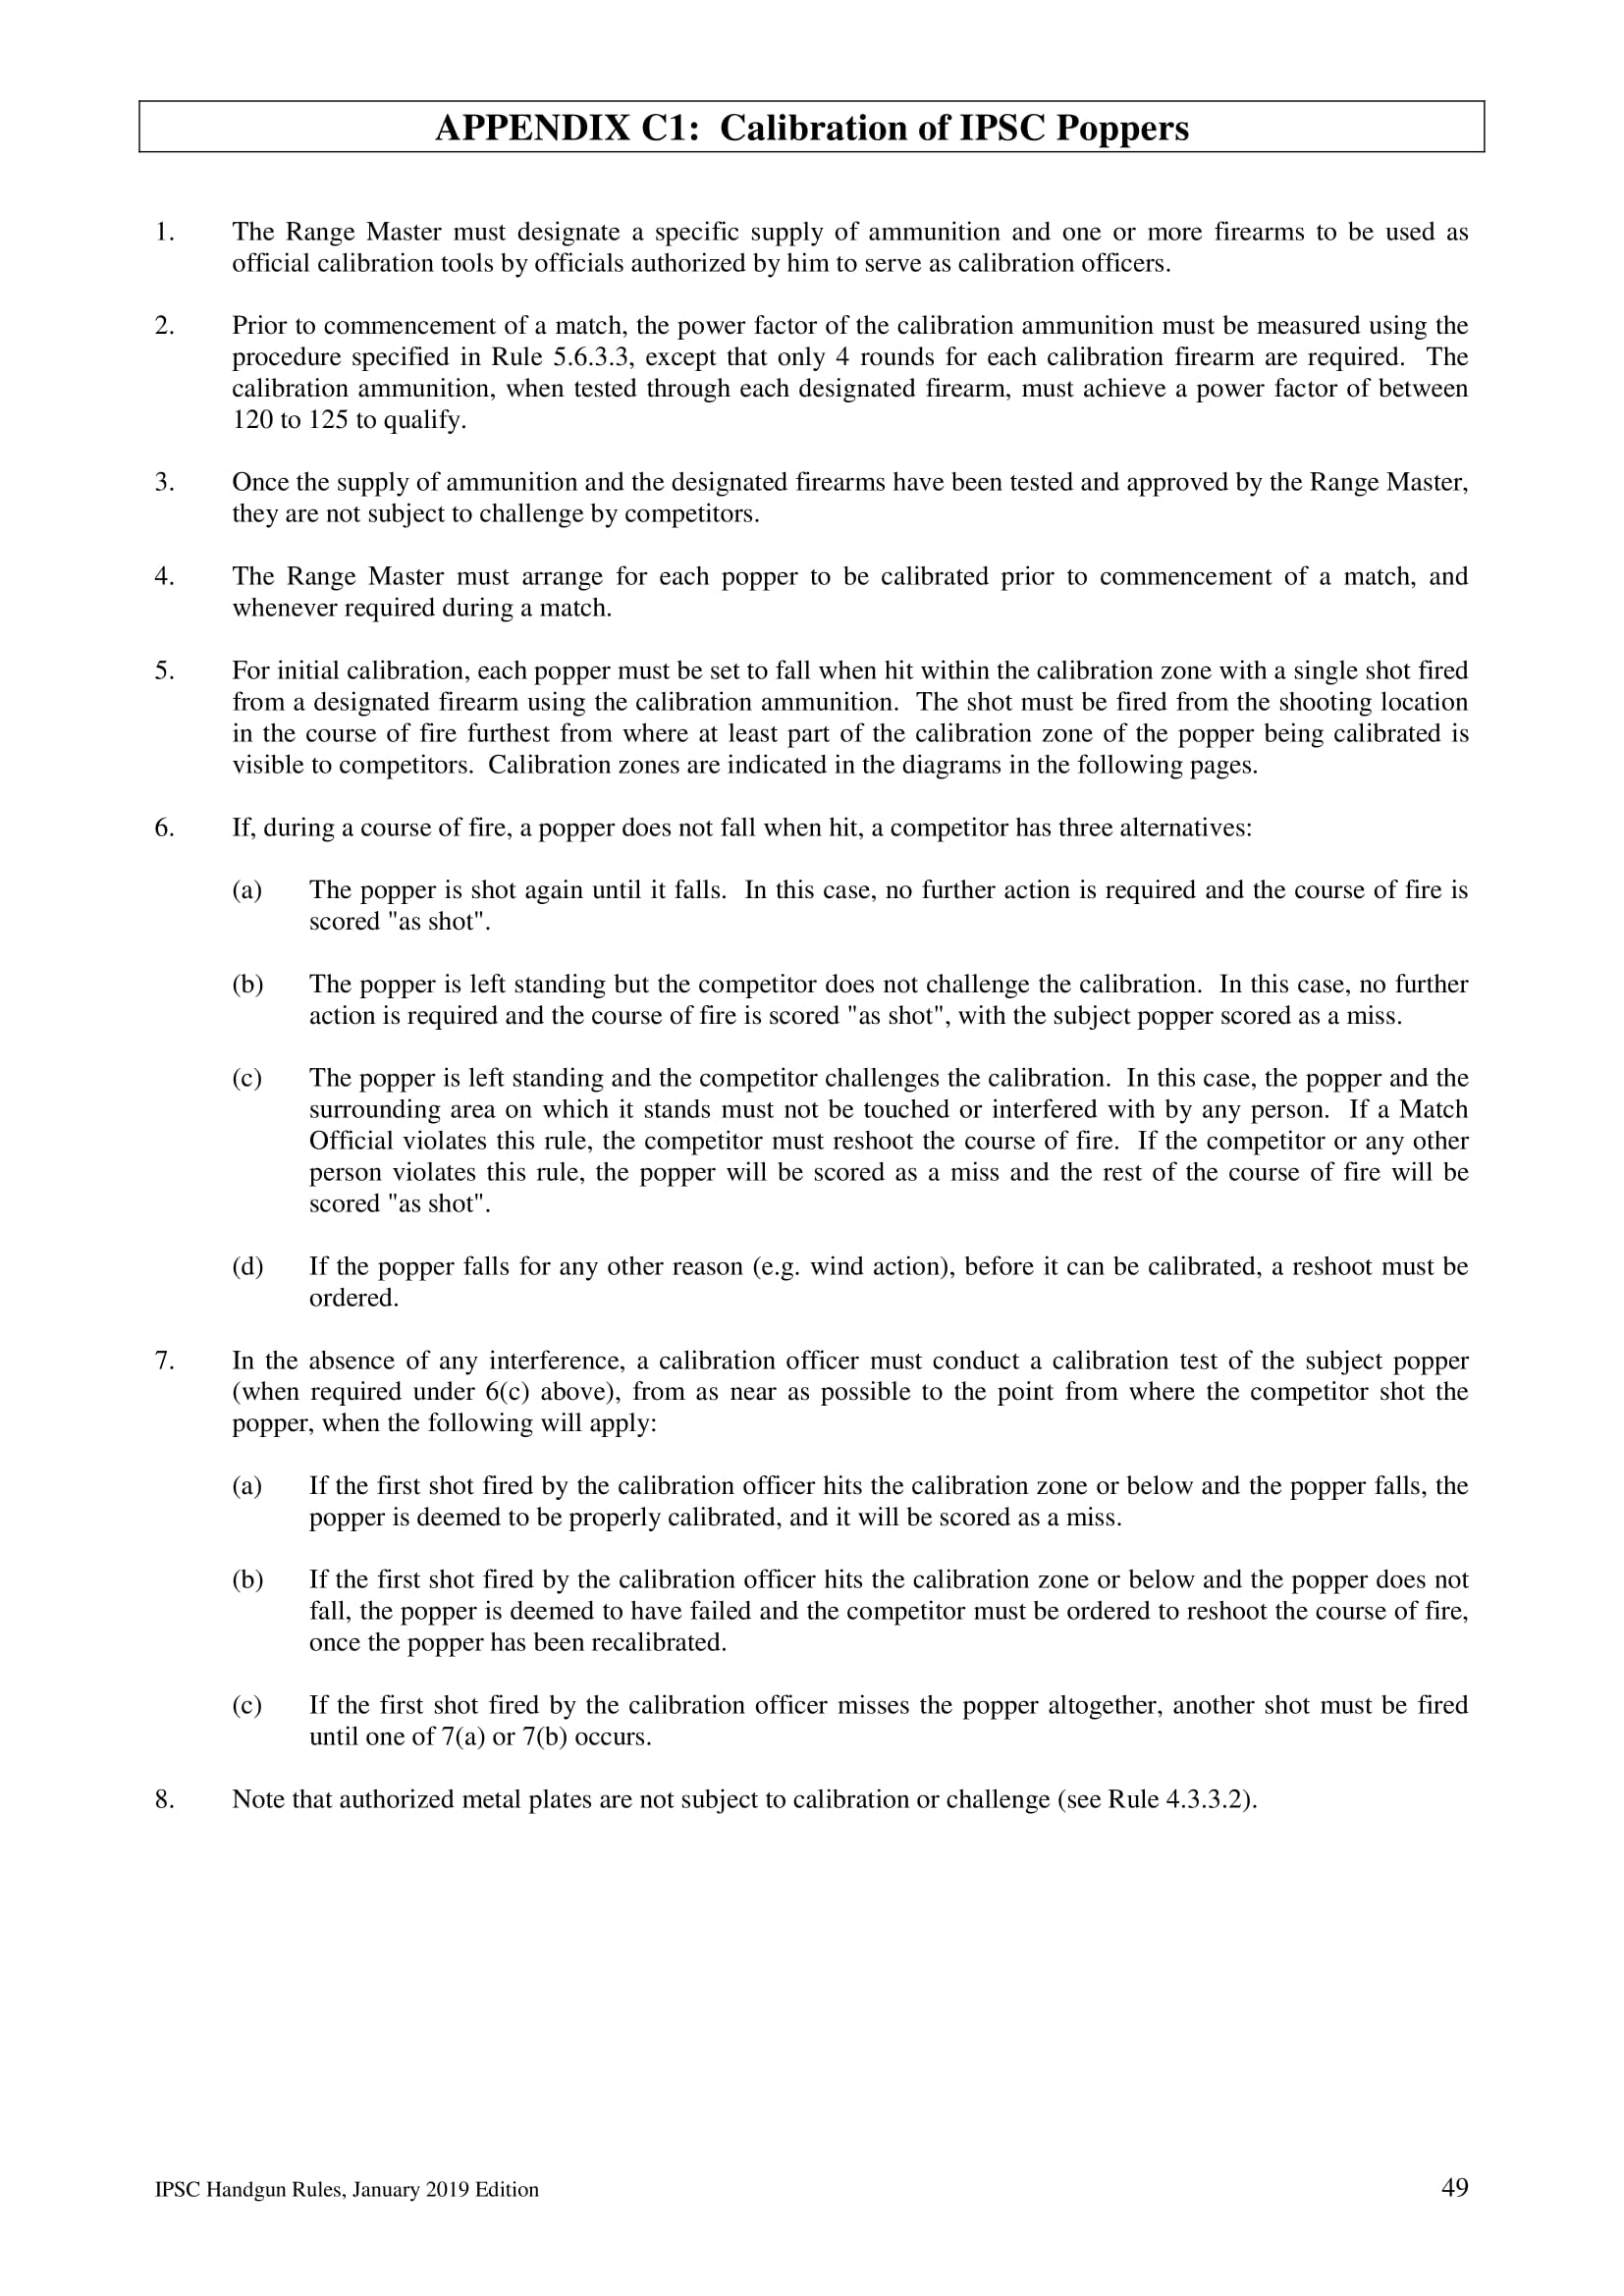 APPENDIX C1: Calibration of IPSC Poppers
1. The Range Master must designate a specific supply of ammunition and one or more firearms to be used as
official calibration tools by officials authorized by him to serve as calibration officers.
2. Prior to commencement of a match, the power factor of the calibration ammunition must be measured using the
procedure specified in Rule 5.6.3.3, except that only 4 rounds for each calibration firearm are required. The
calibration ammunition, when tested through each designated firearm, must achieve a power factor of between
120 to 125 to qualify.
3. Once the supply of ammunition and the designated firearms have been tested and approved by the Range Master,
they are not subject to challenge by competitors.
4. The Range Master must arrange for each popper to be calibrated prior to commencement of a match, and
whenever required during a match.
5. For initial calibration, each popper must be set to fall when hit within the calibration zone with a single shot fired
from a designated firearm using the calibration ammunition. The shot must be fired from the shooting location
in the course of fire furthest from where at least part of the calibration zone of the popper being calibrated is
visible to competitors. Calibration zones are indicated in the diagrams in the following pages.
6. If, during a course of fire, a popper does not fall when hit, a competitor has three alternatives:
(a) The popper is shot again until it falls. In this case, no further action is required and the course of fire is
scored "as shot".
(b) The popper is left standing but the competitor does not challenge the calibration. In this case, no further
action is required and the course of fire is scored "as shot", with the subject popper scored as a miss.
(c) The popper is left standing and the competitor challenges the calibration. In this case, the popper and the
surrounding area on which it stands must not be touched or interfered with by any person. If a Match
Official violates this rule, the competitor must reshoot the course of fire. If the competitor or any other
person violates this rule, the popper will be scored as a miss and the rest of the course of fire will be
scored "as shot".
(d) If the popper falls for any other reason (e.g. wind action), before it can be calibrated, a reshoot must be
ordered.
7. In the absence of any interference, a calibration officer must conduct a calibration test of the subject popper
(when required under 6(c) above), from as near as possible to the point from where the competitor shot the
popper, when the following will apply:
(a) If the first shot fired by the calibration officer hits the calibration zone or below and the popper falls, the
popper is deemed to be properly calibrated, and it will be scored as a miss.
(b) If the first shot fired by the calibration officer hits the calibration zone or below and the popper does not
fall, the popper is deemed to have failed and the competitor must be ordered to reshoot the course of fire,
once the popper has been recalibrated.
(c) If the first shot fired by the calibration officer misses the popper altogether, another shot must be fired
until one of 7(a) or 7(b) occurs.
8. Note that authorized metal plates are not subject to calibration or challenge (see Rule 4.3.3.2).
IPSC Handgun Rules, January 2019 Edition 49